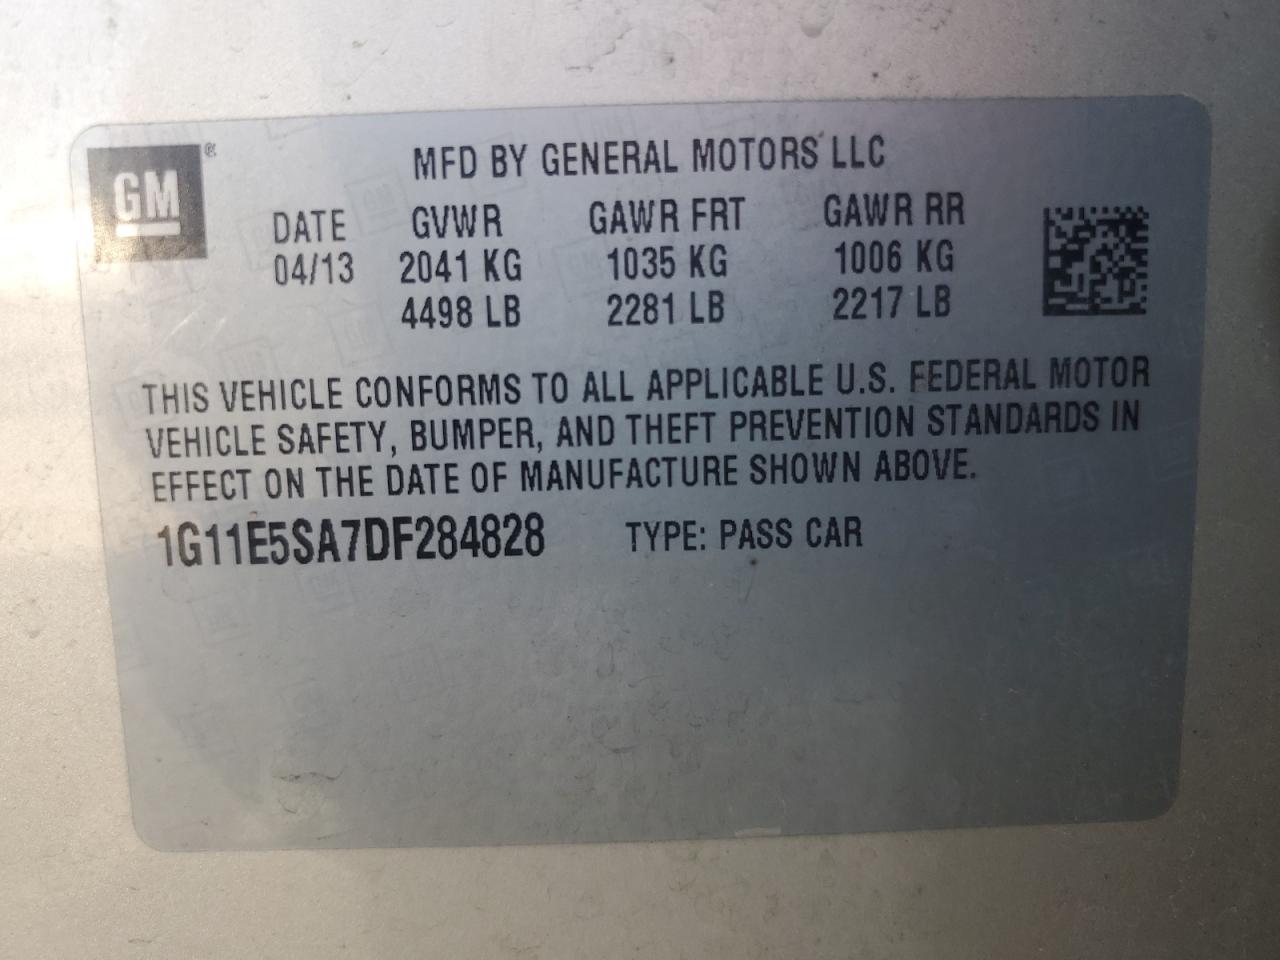 GM ®
MFD BY GENERAL MOTORS LLC
DATE GVWR GAWR FRT GAWR RR
04/13 2041 KG 1035 KG 1006 KG
4498 LB 2281 LB 2217 LB
THIS VEHICLE CONFORMS TO ALL APPLICABLE U.S. FEDERAL MOTOR
VEHICLE SAFETY, BUMPER, AND THEFT PREVENTION STANDARDS IN
EFFECT ON THE DATE OF MANUFACTURE SHOWN ABOVE.
1G11E5SA7DF284828 TYPE: PASS CAR